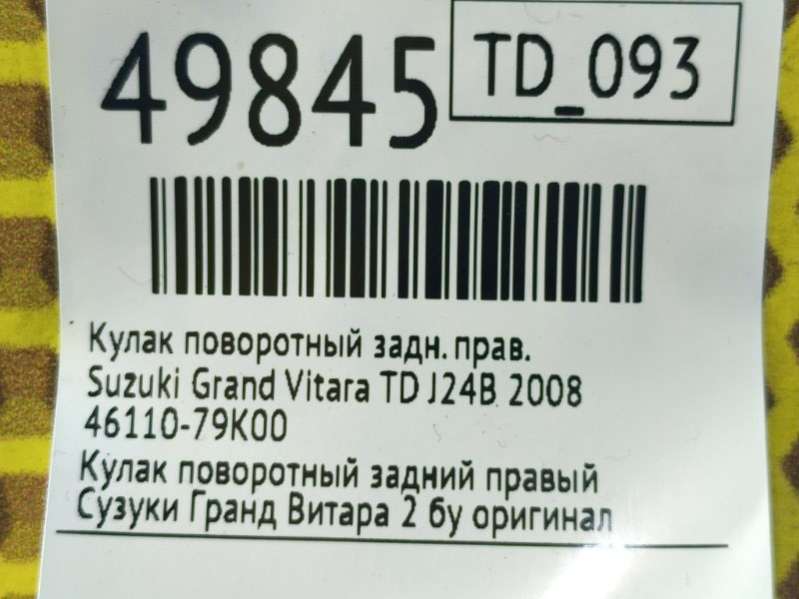 49845 TD_093
Кулак поворотный задн. прав.
Suzuki Grand Vitara TD J24B 2008
46110-79K00
Кулак поворотный задний правый
Сузуки Гранд Витара 2 бу оригинал